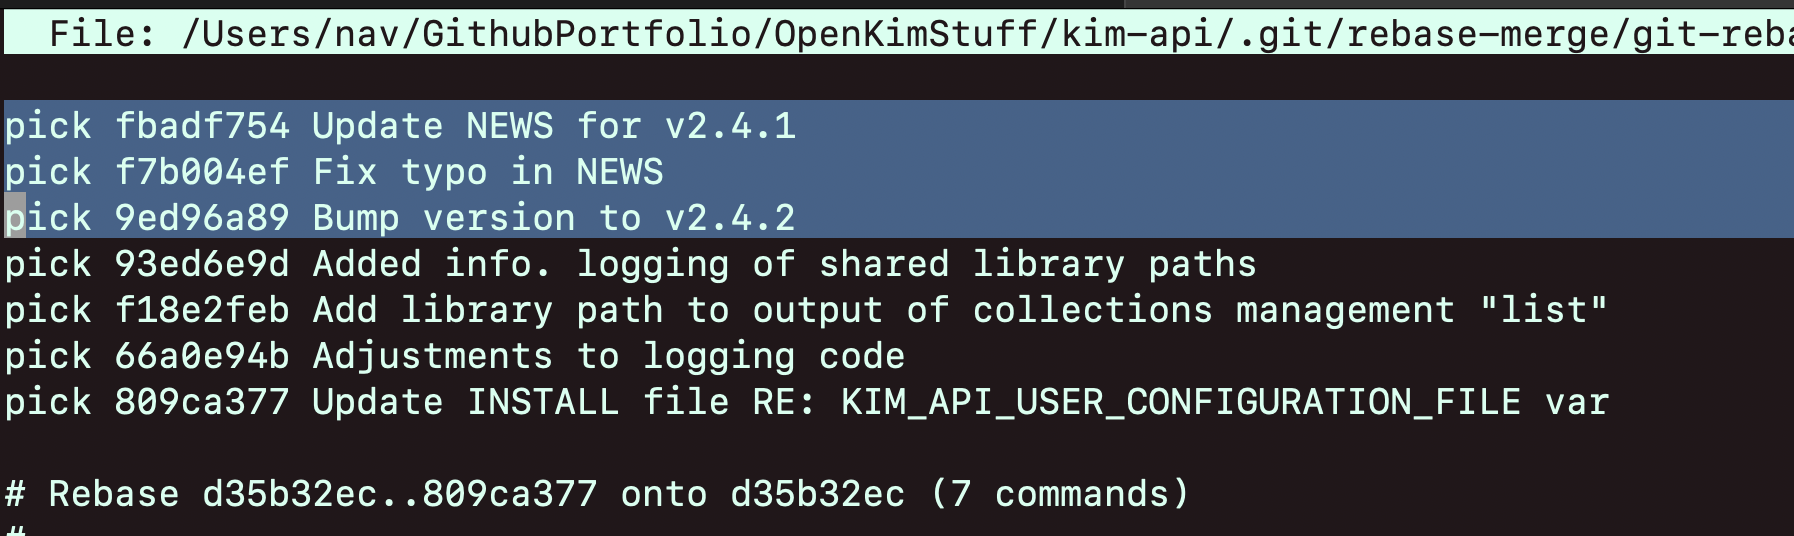 File: /Users/nav/GithubPortfolio/OpenKimStuff/kim-api/.git/rebase-merge/git-reba
pick fbadf754 Update NEWS for v2.4.1
pick f7b004ef Fix typo in NEWS
pick 9ed96a89 Bump version to v2.4.2
pick 93ed6e9d Added info. logging of shared library paths
pick f18e2feb Add library path to output of collections management "list"
pick 66a0e94b Adjustments to logging code
pick 809ca377 Update INSTALL file RE: KIM_API_USER_CONFIGURATION_FILE var
# Rebase d35b32ec..809ca377 onto d35b32ec (7 commands)
#